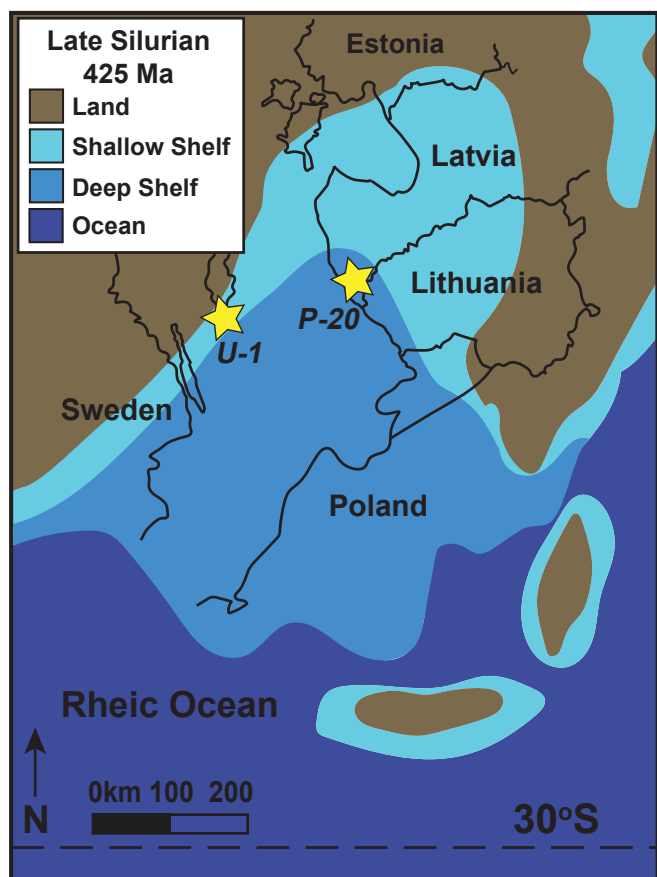 Late Silurian
425 Ma
Land
Shallow Shelf
Deep Shelf
Ocean
Estonia
Latvia
Lithuania
P-20
U-1
Sweden
Poland
Rheic Ocean
0km 100 200
N
30°S